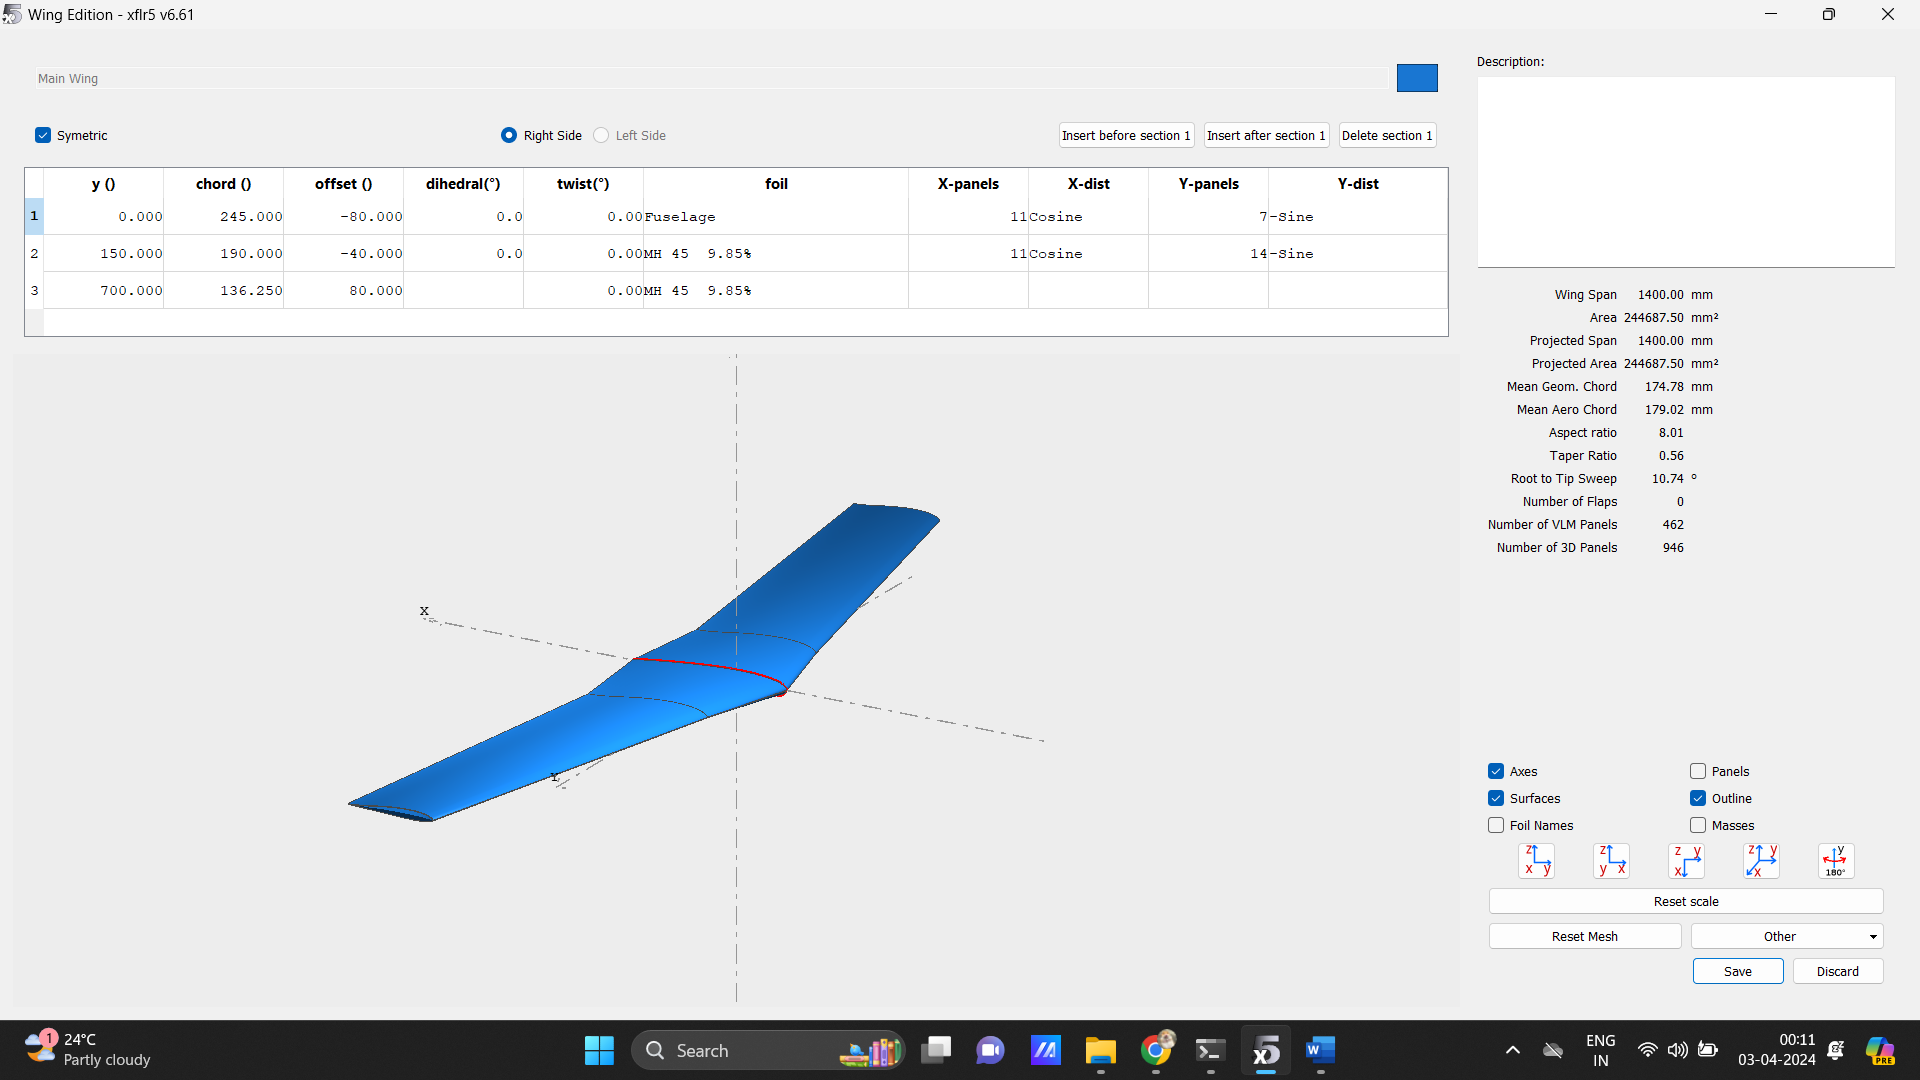 Wing Edition - xflr5 v6.61
Main Wing
Description:
Symetric
Right Side Left Side
Insert before section 1 Insert after section 1 Delete section 1
y () chord () offset () dihedral(°) twist(°) foil X-panels X-dist Y-panels Y-dist
1 0.000 245.000 -80.000 0.0 0.00 Fuselage 11 Cosine 7 -Sine
2 150.000 190.000 -40.000 0.0 0.00 MH 45 9.85% 11 Cosine 14 -Sine
3 700.000 136.250 80.000 0.00 MH 45 9.85%
Wing Span 1400.00 mm
Area 244687.50 mm²
Projected Span 1400.00 mm
Projected Area 244687.50 mm²
Mean Geom. Chord 174.78 mm
Mean Aero Chord 179.02 mm
Aspect ratio 8.01
Taper Ratio 0.56
Root to Tip Sweep 10.74 °
Number of Flaps 0
Number of VLM Panels 462
Number of 3D Panels 946
X
Y
Axes Panels
Surfaces Outline
Foil Names Masses
z x y
z y x
z y x
z y x
y 180°
Reset scale
Reset Mesh Other
Save Discard
1 24°C
Partly cloudy
Search
x5
W
PRE
ENG
IN
00:11
03-04-2024